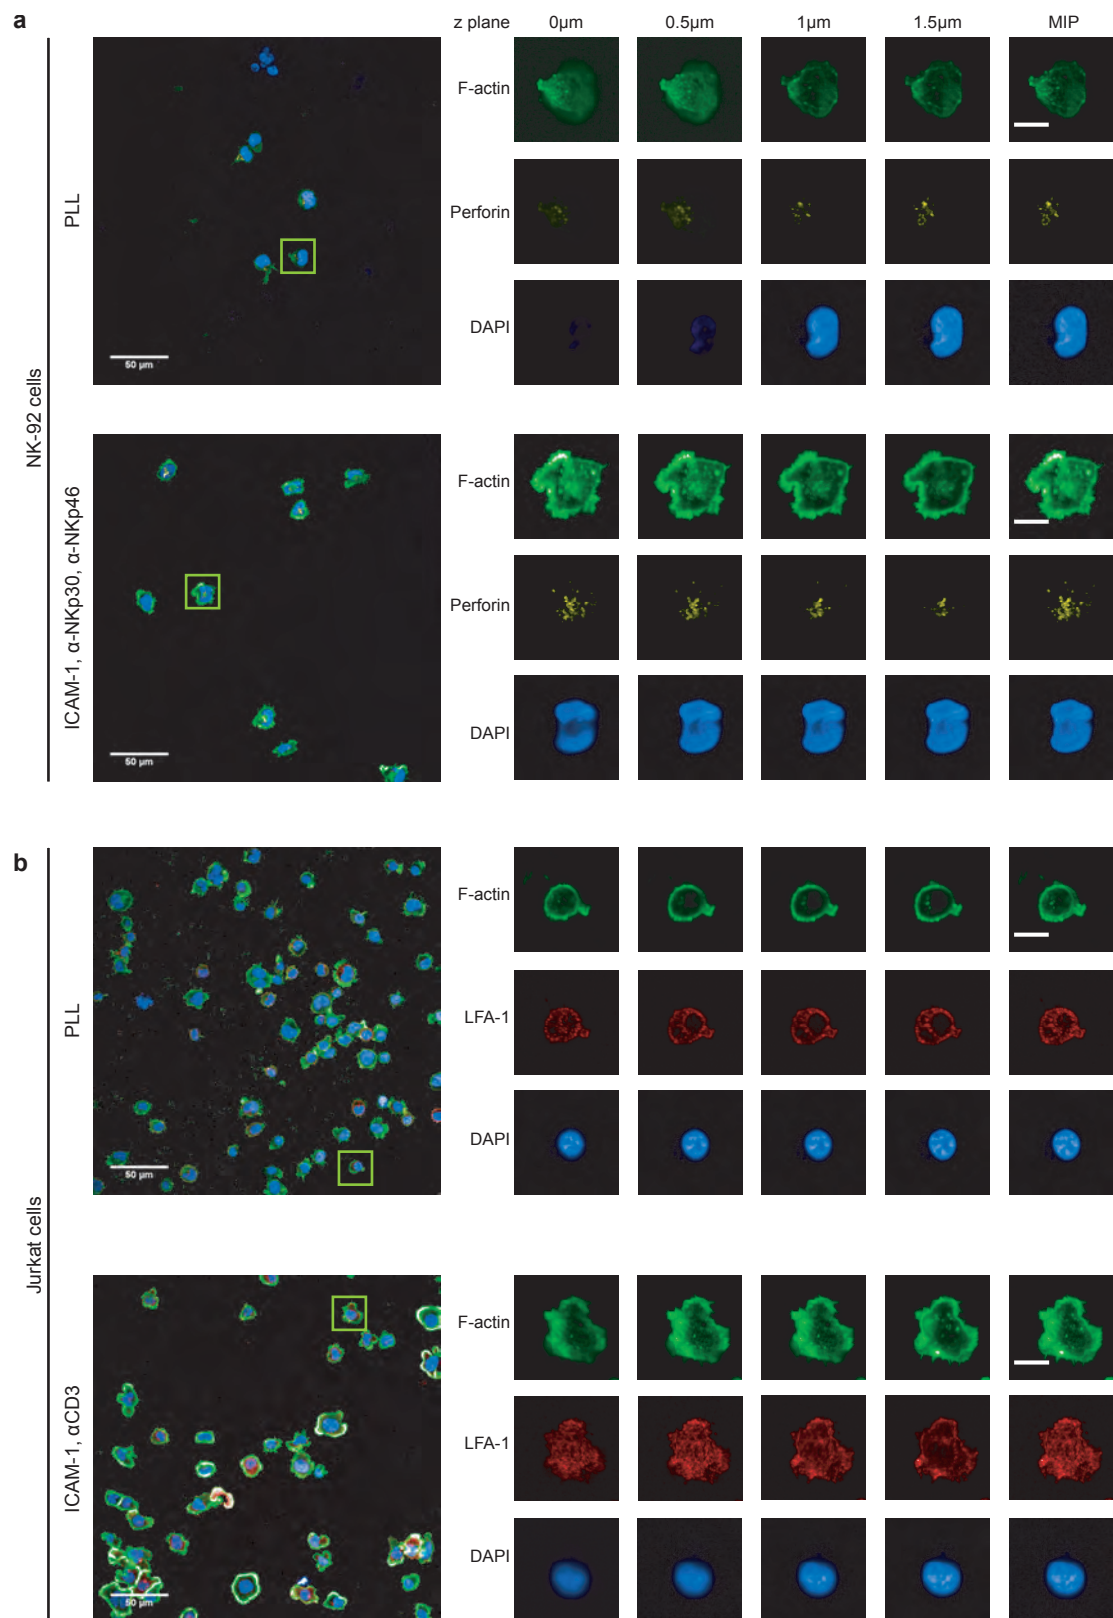 a
z plane 0µm 0.5µm 1µm 1.5µm MIP
NK-92 cells
PLL
50 µm
F-actin
Perforin
DAPI
ICAM-1, α-NKp30, α-NKp46
50 µm
F-actin
Perforin
DAPI
b
Jurkat cells
PLL
50 µm
F-actin
LFA-1
DAPI
ICAM-1, αCD3
50 µm
F-actin
LFA-1
DAPI